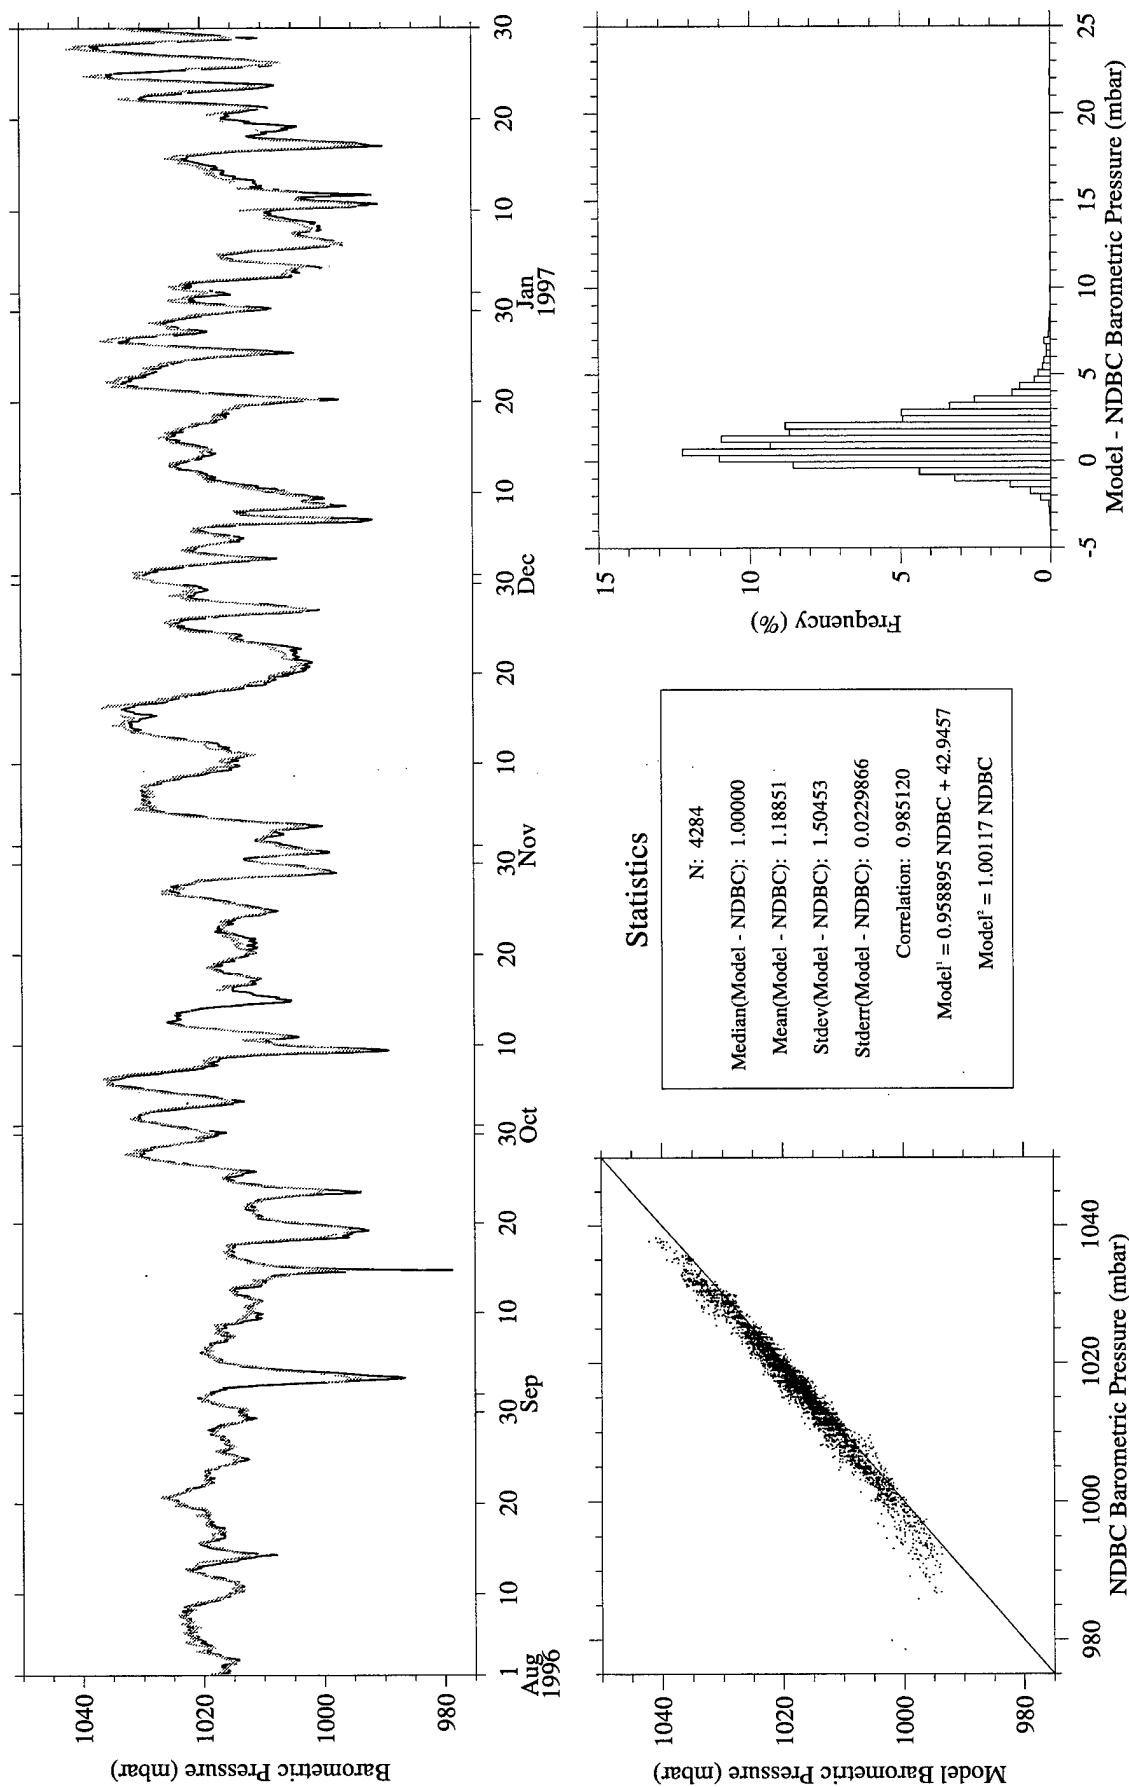 Barometric Pressure (mbar)
1040
1020
1000
980
1 10 20 30 10 20 30 10 20 30 10 20 30 10 20 30 10 20 30
Aug Sep Oct Nov Dec Jan
1996 1997
Model Barometric Pressure (mbar)
1040
1020
1000
980 1000 1020 1040
NDBC Barometric Pressure (mbar)
Statistics
N: 4284
Median(Model - NDBC): 1.00000
Mean(Model - NDBC): 1.18851
Stdev(Model - NDBC): 1.50453
Stderr(Model - NDBC): 0.0229866
Correlation: 0.985120
Model¹ = 0.958895 NDBC + 42.9457
Model² = 1.00117 NDBC
Frequency (%)
15
10
5
0
-5 0 5 10 15 20 25
Model - NDBC Barometric Pressure (mbar)